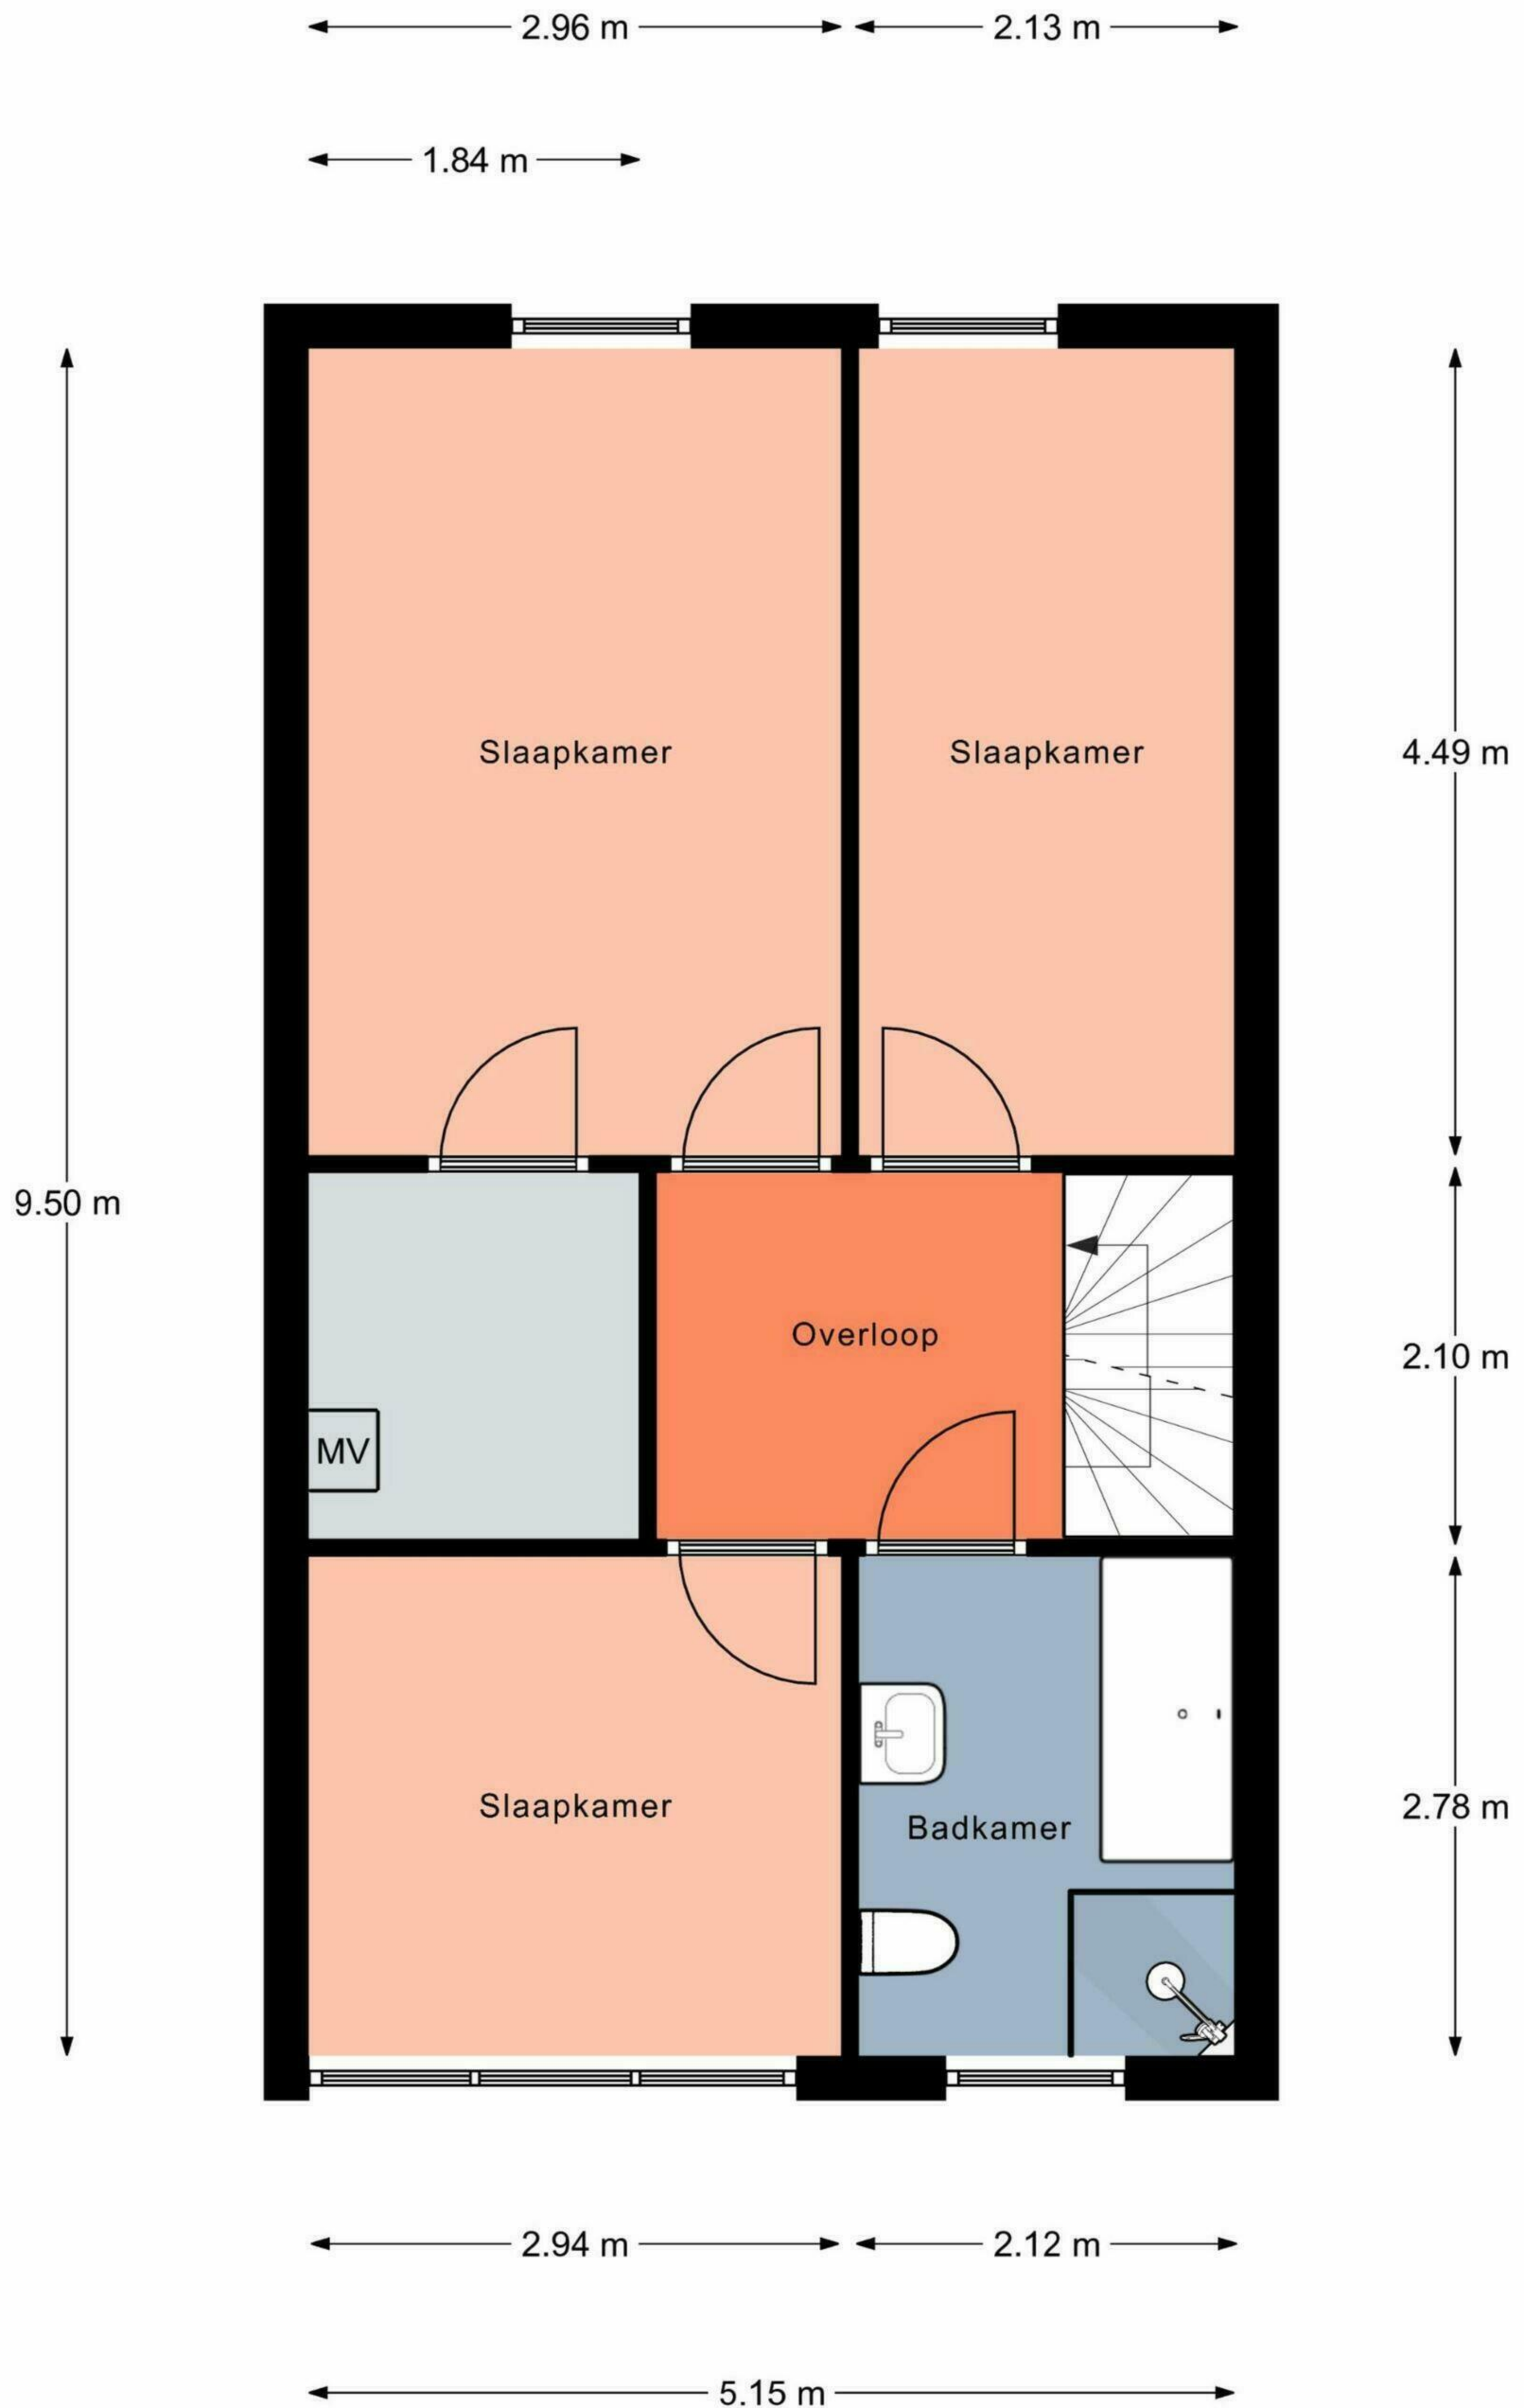 2.96 m
2.13 m
1.84 m
Slaapkamer
Slaapkamer
4.49 m
9.50 m
Overloop
2.10 m
MV
Slaapkamer
Badkamer
2.78 m
2.94 m
2.12 m
5.15 m